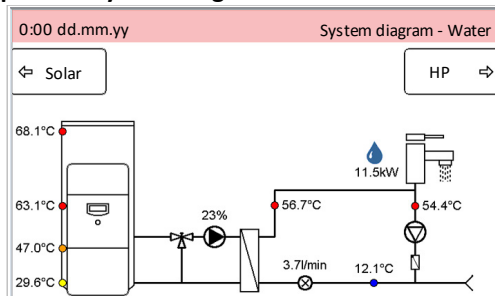 0:00 dd.mm.yy System diagram - Water
⇦ Solar HP ⇨
68.1°C
11.5kW
63.1°C 56.7°C 54.4°C
23%
47.0°C
3.7l/min 12.1°C
29.6°C